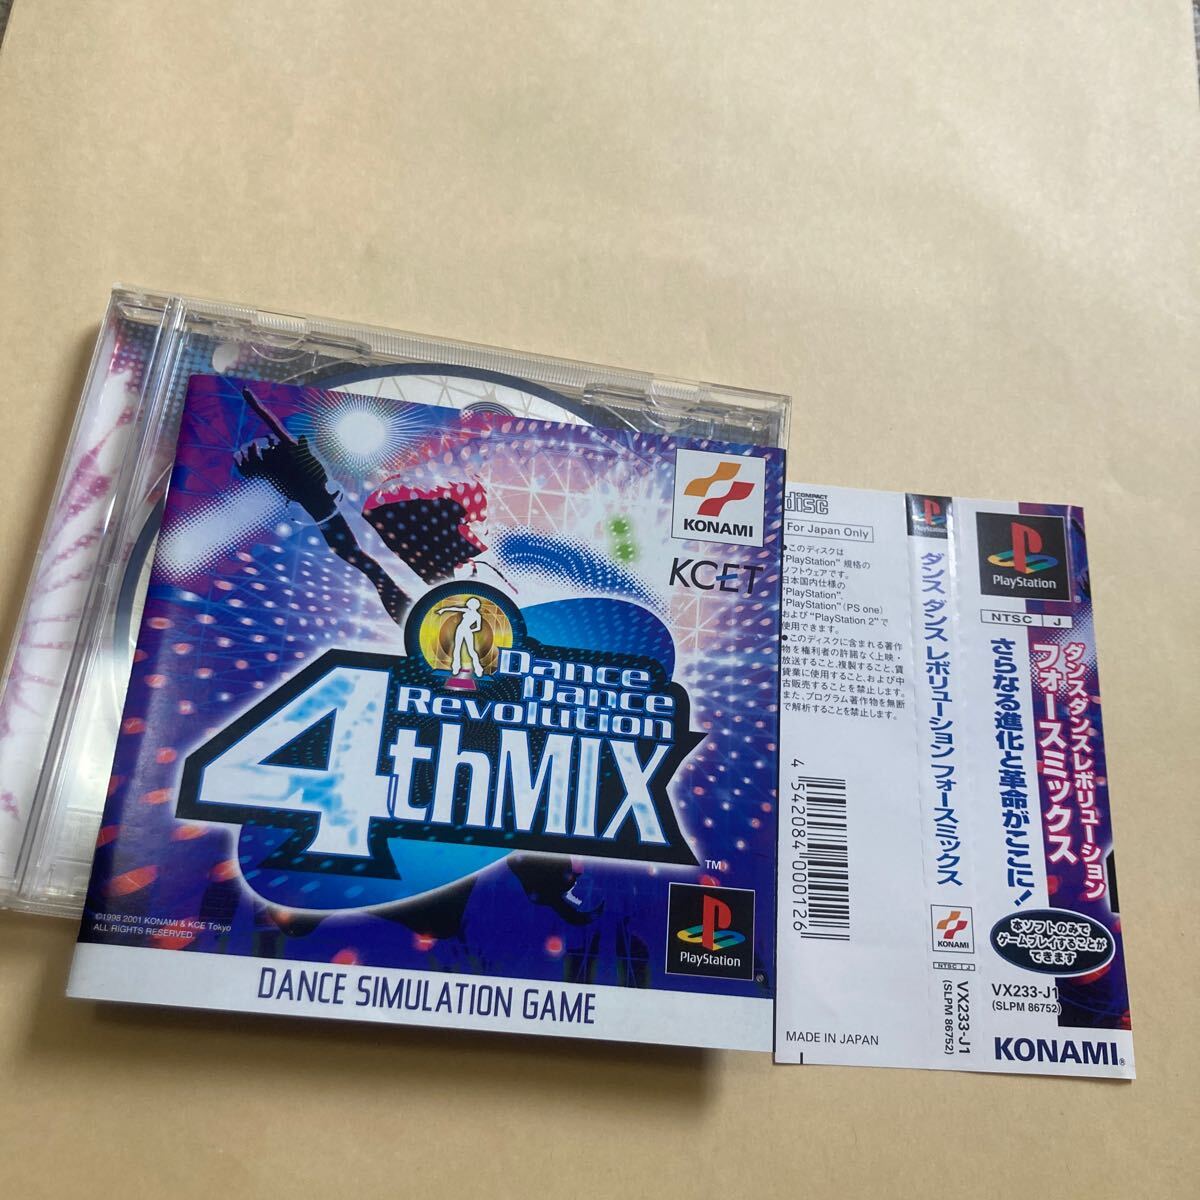 KONAMI
KCET
Dance
Dance
Revolution
4thMIX
TM
©1998 2001 KONAMI & KCE Tokyo
ALL RIGHTS RESERVED.
PlayStation
DANCE SIMULATION GAME
COMPACT
disc
For Japan Only
●このディスクは
"PlayStation" 規格の
ソフトウェアです。
日本国内仕様の
"PlayStation"、
"PlayStation"(PS one)
および "PlayStation 2" で
使用できます。
●このディスクに含まれる著作
物を権利者の許諾なく上映・
放送すること、複製すること、賃
貸業に使用すること、および中
古販売することを禁止します。
また、プログラム著作物を無断
で解析することを禁止します。
4 542084 000126
MADE IN JAPAN
PlayStation
ダンス ダンス レボリューション フォースミックス
KONAMI
NTSC J
VX233-J1
(SLPM 86752)
PlayStation
NTSC J
ダンスダンスレボリューション
フォースミックス
さらなる進化と革命がここに!
本ソフトのみで
ゲームプレイすることが
できます
VX233-J1
(SLPM 86752)
KONAMI®